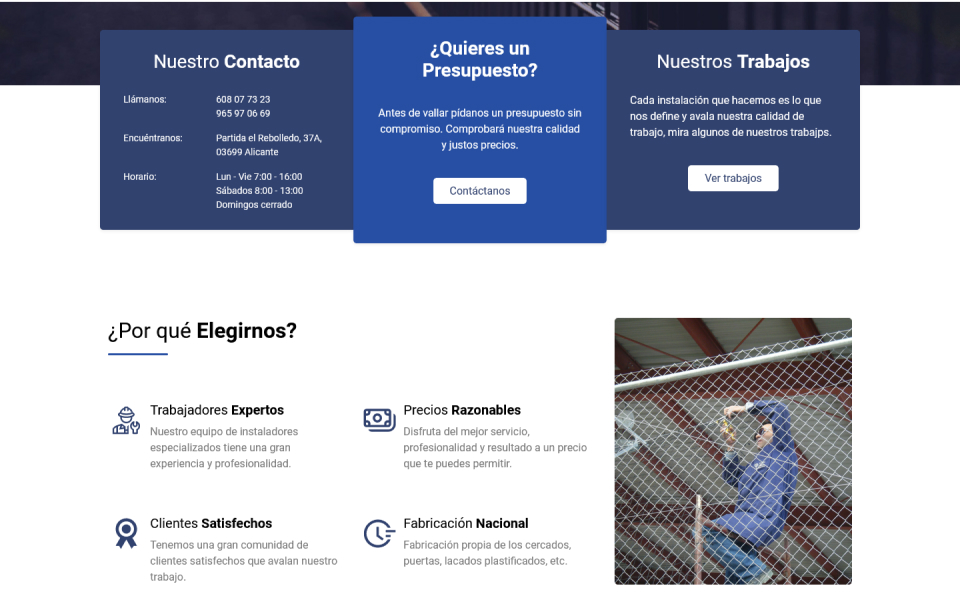 Nuestro Contacto
Llámanos:
608 07 73 23
965 97 06 69
Encuéntranos:
Partida el Rebolledo, 37A,
03699 Alicante
Horario:
Lun - Vie 7:00 - 16:00
Sábados 8:00 - 13:00
Domingos cerrado
¿Quieres un
Presupuesto?
Antes de vallar pídanos un presupuesto sin
compromiso. Comprobará nuestra calidad
y justos precios.
Contáctanos
Nuestros Trabajos
Cada instalación que hacemos es lo que
nos define y avala nuestra calidad de
trabajo, mira algunos de nuestros trabajps.
Ver trabajos
¿Por qué Elegirnos?
Trabajadores Expertos
Nuestro equipo de instaladores
especializados tiene una gran
experiencia y profesionalidad.
Precios Razonables
Disfruta del mejor servicio,
profesionalidad y resultado a un precio
que te puedes permitir.
Clientes Satisfechos
Tenemos una gran comunidad de
clientes satisfechos que avalan nuestro
trabajo.
Fabricación Nacional
Fabricación propia de los cercados,
puertas, lacados plastificados, etc.